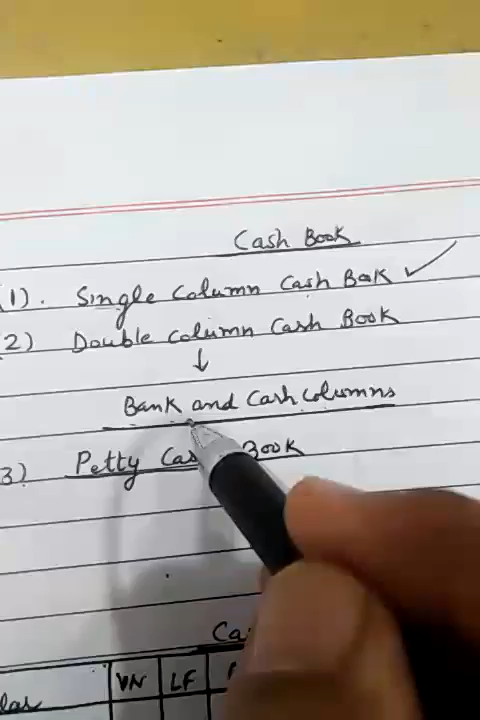 Cash Book
(1). Single Column Cash Book
2) Double Column Cash Book
Bank and Cash Columns
3) Petty Book
VN LF